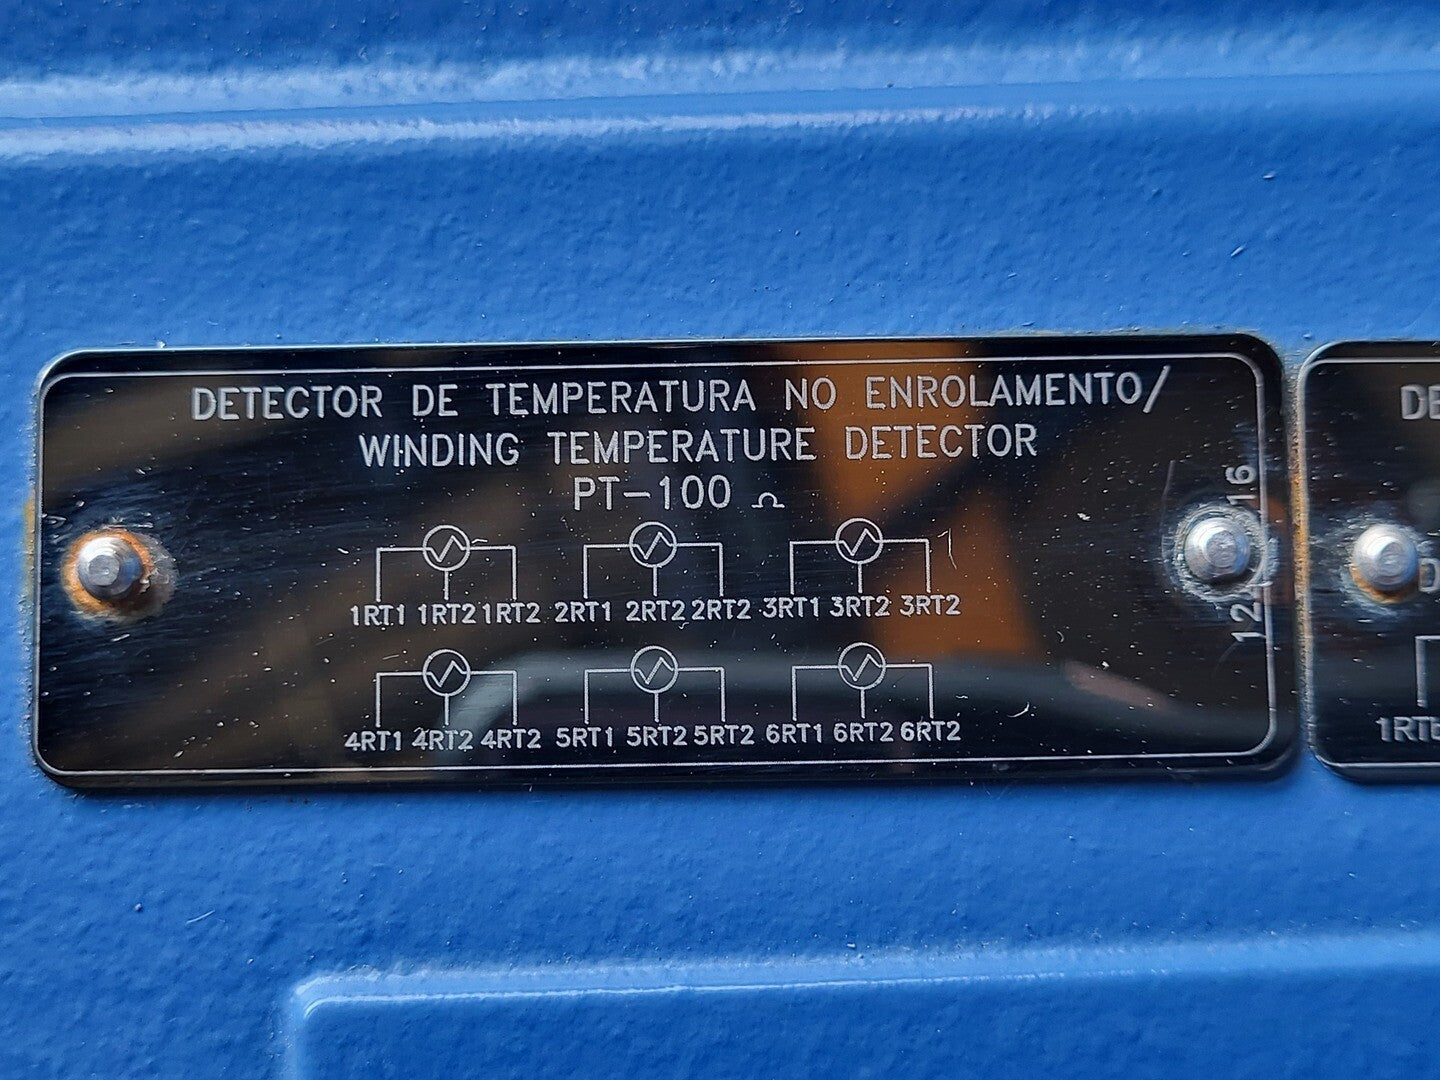 DETECTOR DE TEMPERATURA NO ENROLAMENTO/
WINDING TEMPERATURE DETECTOR
PT-100 Ω
1RT1 1RT2 1RT2 2RT1 2RT2 2RT2 3RT1 3RT2 3RT2
4RT1 4RT2 4RT2 5RT1 5RT2 5RT2 6RT1 6RT2 6RT2